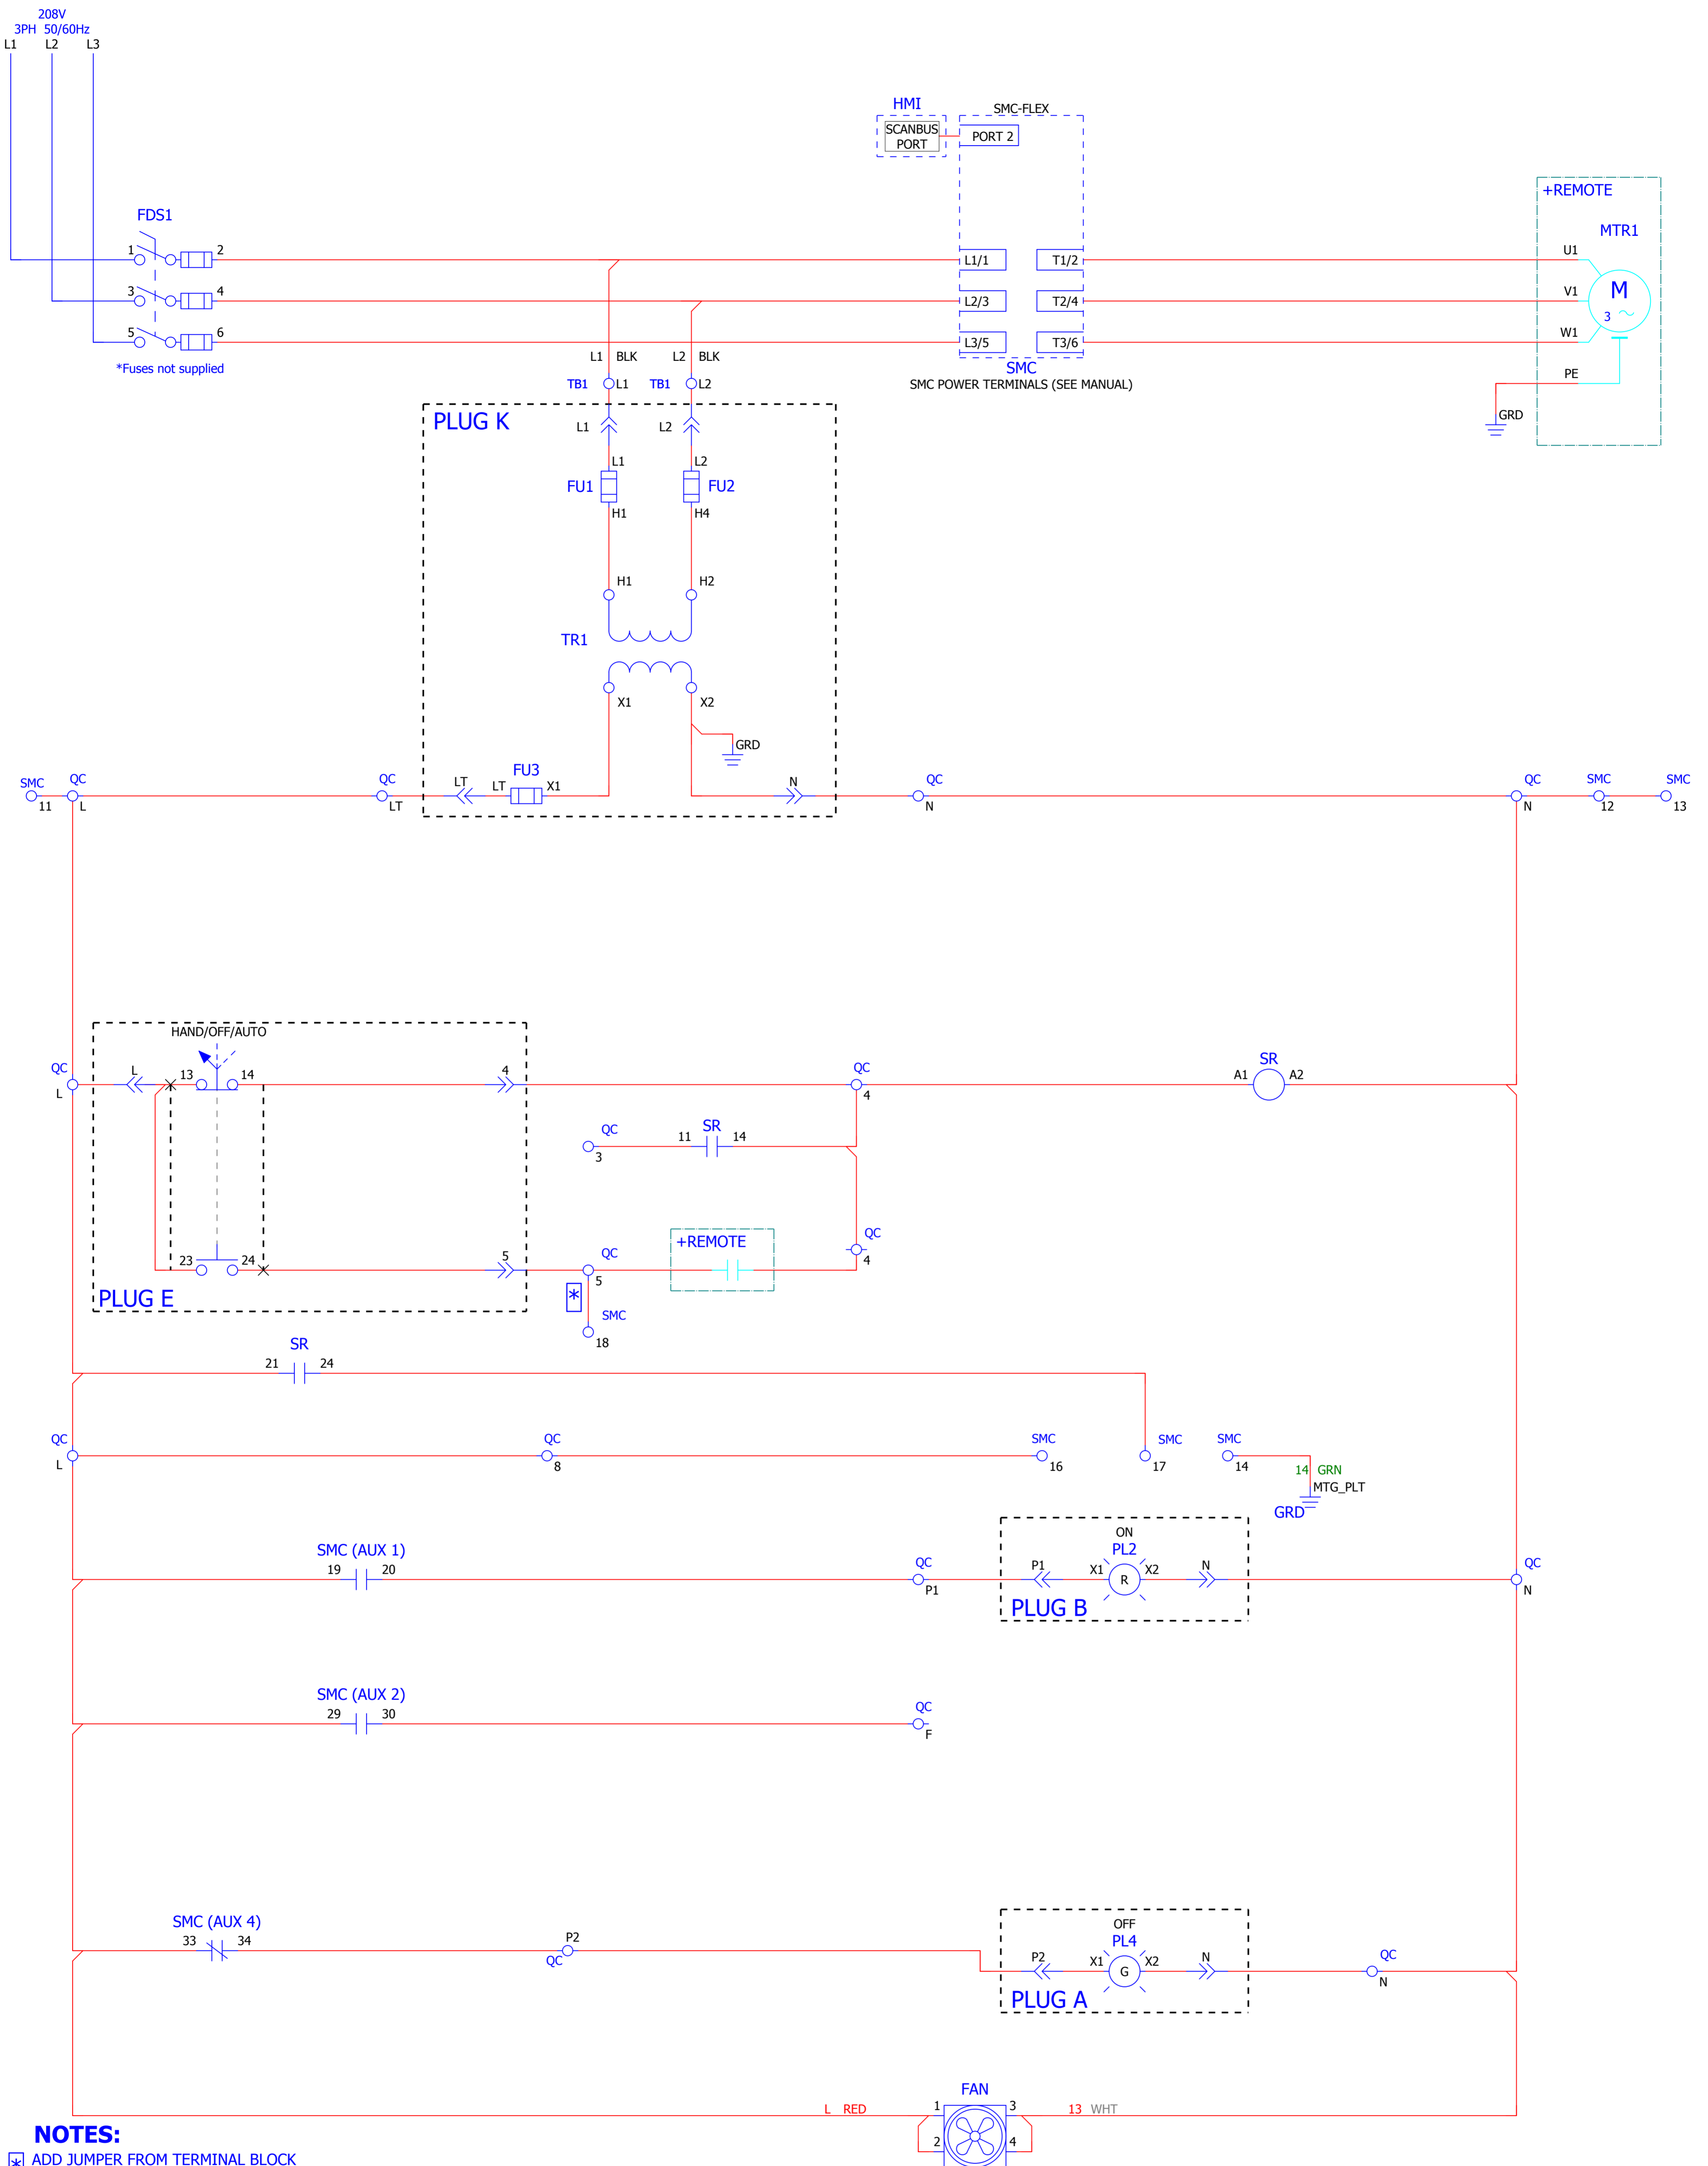 208V
3PH 50/60Hz
L1 L2 L3
HMI
SMC-FLEX
SCANBUS
PORT
PORT 2
+REMOTE
FDS1
MTR1
1 2
L1/1 T1/2
U1
3 4
L2/3 T2/4
V1
M
3
5 6
L3/5 T3/6
W1
*Fuses not supplied
L1 BLK L2 BLK
SMC
PE
TB1 L1 TB1 L2
SMC POWER TERMINALS (SEE MANUAL)
PLUG K
L1 L2
GRD
L1 L2
FU1 FU2
H1 H4
H1 H2
TR1
X1 X2
GRD
SMC QC QC LT LT FU3 X1 N QC QC SMC SMC
11 L LT N N 12 13
HAND/OFF/AUTO
QC L 13 14 4 QC SR
L 4 A1 A2
QC 11 SR 14
3
+REMOTE
QC
23 24 5 QC 4
5
PLUG E
*
SMC
18
SR
21 24
QC QC SMC SMC SMC
L 8 16 17 14
14 GRN
MTG_PLT
GRD
ON
SMC (AUX 1)
PL2
19 20 QC P1 X1 R X2 N QC
P1 N
PLUG B
SMC (AUX 2)
29 30 QC
F
OFF
SMC (AUX 4)
33 34 P2
QC
PL4
P2 X1 G X2 N QC
N
PLUG A
FAN
L RED 1 3 13 WHT
2 4
NOTES:
* ADD JUMPER FROM TERMINAL BLOCK